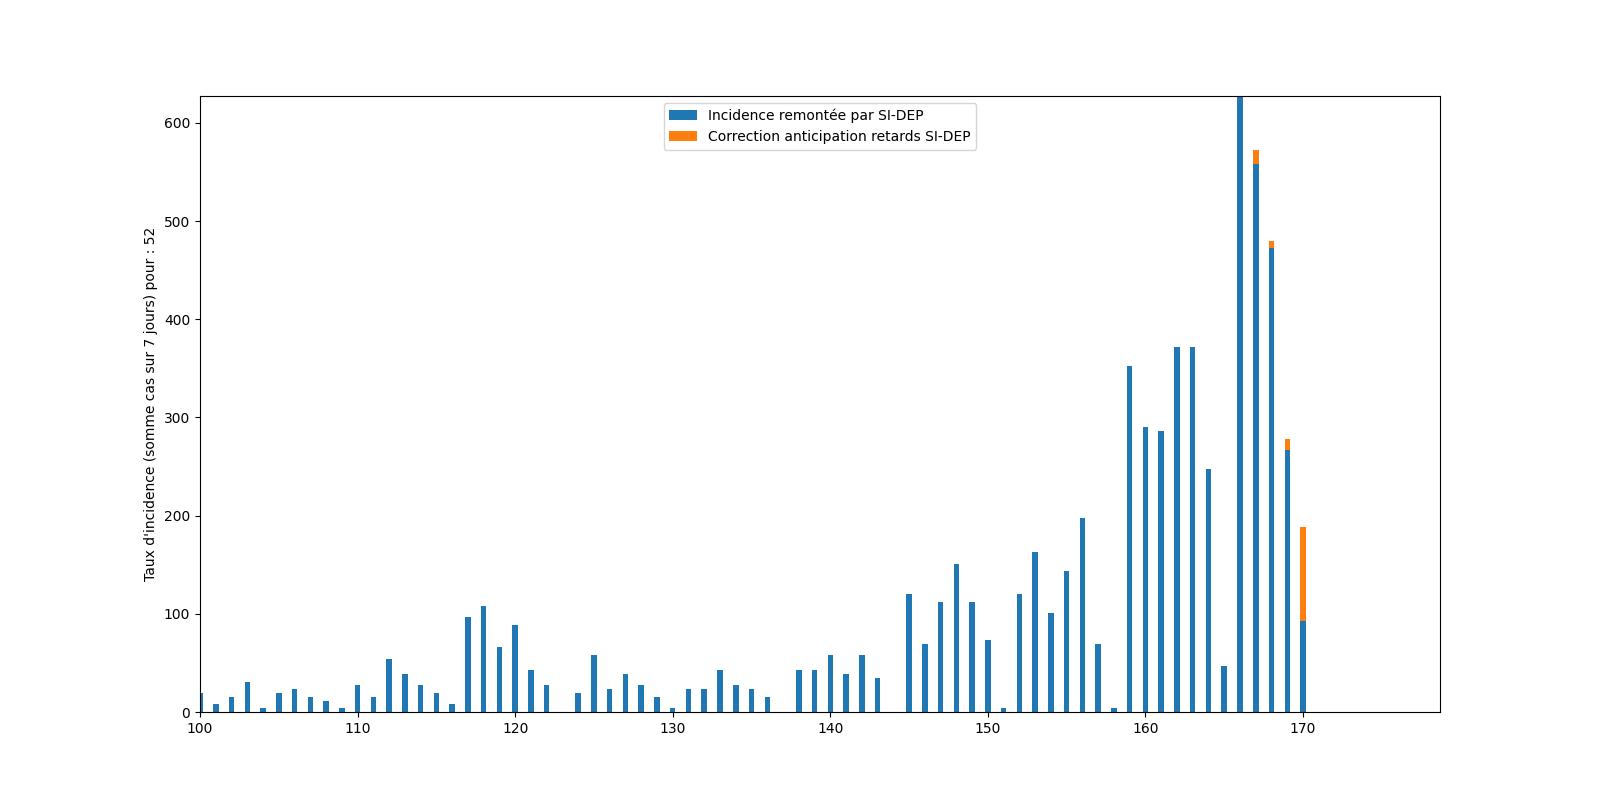 Incidence remontée par SI-DEP
Correction anticipation retards SI-DEP
Taux d'incidence (somme cas sur 7 jours) pour : 52
600
500
400
300
200
100
0
100 110 120 130 140 150 160 170